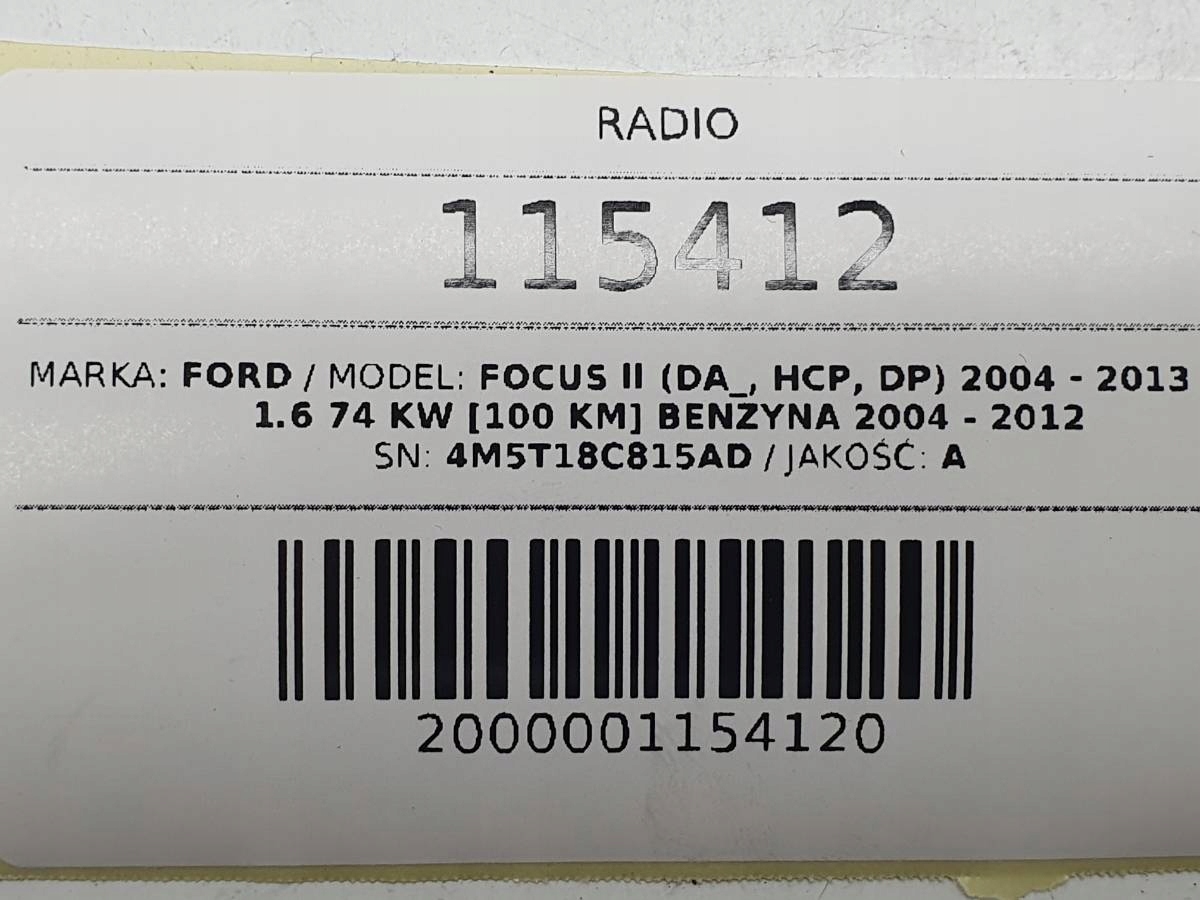 RADIO
115412
MARKA: FORD / MODEL: FOCUS II (DA_, HCP, DP) 2004 - 2013
1.6 74 KW [100 KM] BENZYNA 2004 - 2012
SN: 4M5T18C815AD / JAKOŚĆ: A
2000001154120